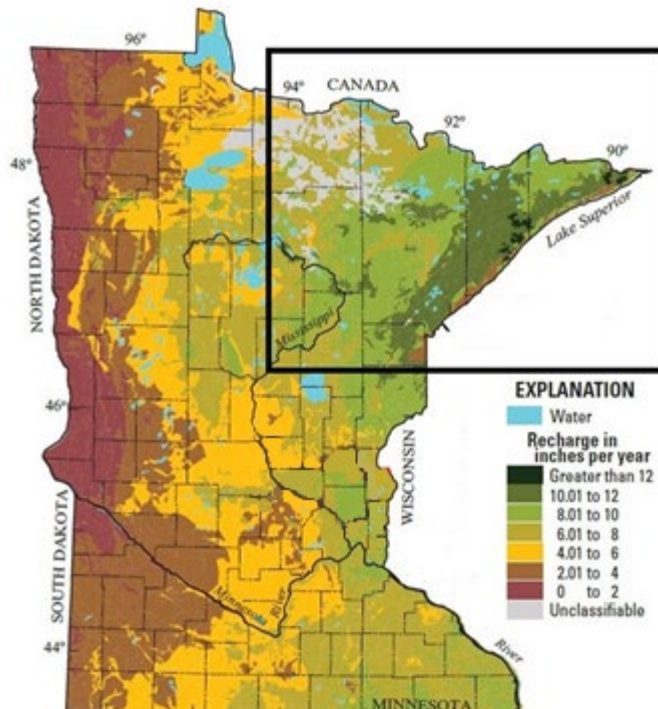 96°
94°
CANADA
92°
90°
48°
Lake Superior
NORTH DAKOTA
Mississippi
46°
EXPLANATION
Water
Recharge in
inches per year
Greater than 12
10.01 to 12
8.01 to 10
6.01 to 8
4.01 to 6
2.01 to 4
0 to 2
Unclassifiable
WISCONSIN
SOUTH DAKOTA
Minnesota
River
44°
River
MINNESOTA